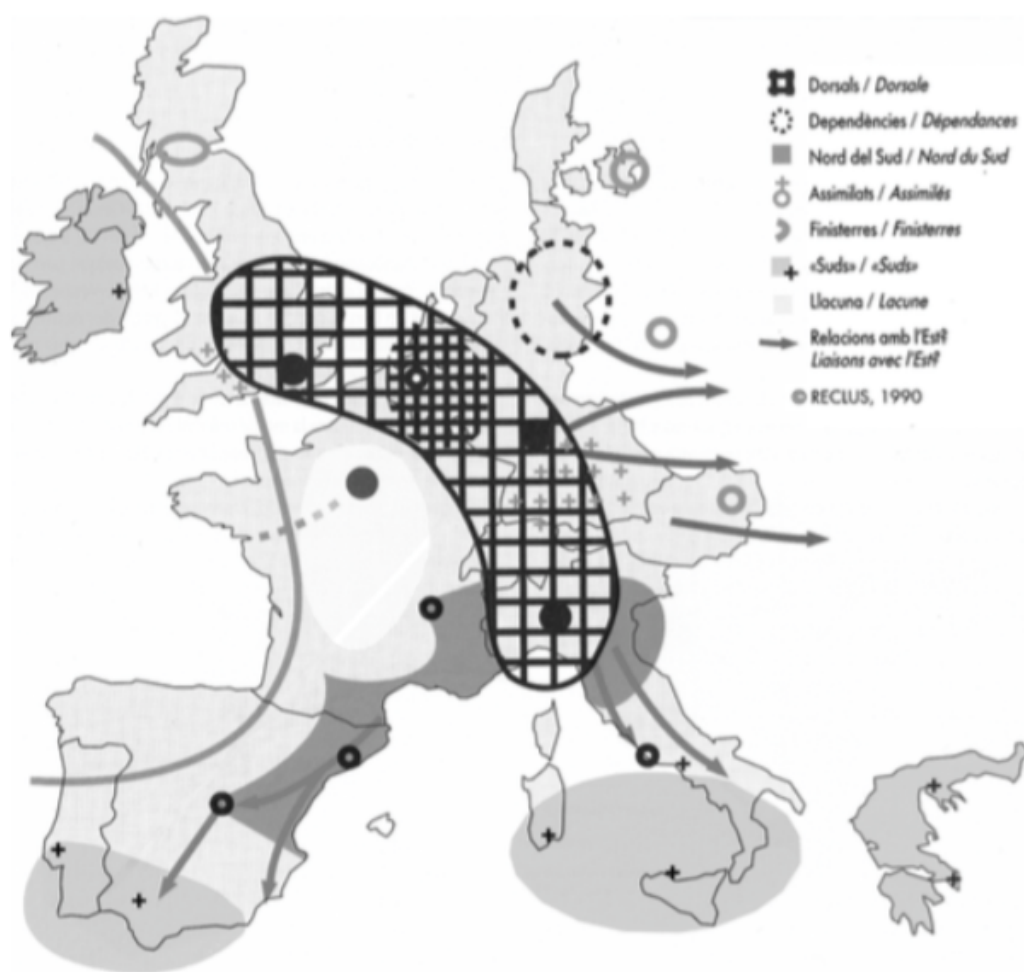 Dorsals / Dorsale
Dependències / Dépendances
Nord del Sud / Nord du Sud
Assimilats / Assimilés
Finisterres / Finisterres
«Suds» / «Suds»
Llacuna / Lacune
Relacions amb l'Est?
Liaisons avec l'Est?
© RECLUS, 1990